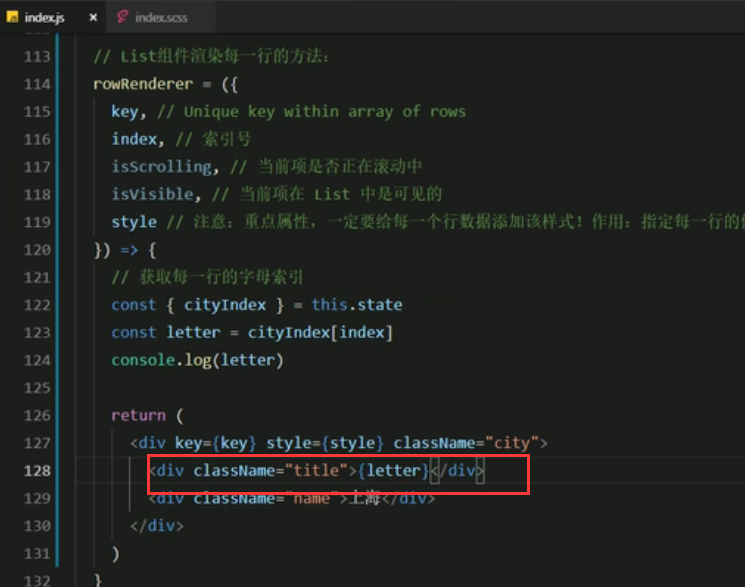 index.js × index.scss
113 // List组件渲染每一行的方法：
114 rowRenderer = ({
115 key, // Unique key within array of rows
116 index, // 索引号
117 isScrolling, // 当前项是否正在滚动中
118 isVisible, // 当前项在 List 中是可见的
119 style // 注意：重点属性，一定要给每一个行数据添加该样式！作用：指定每一行的
120 }) => {
121 // 获取每一行的字母索引
122 const { cityIndex } = this.state
123 const letter = cityIndex[index]
124 console.log(letter)
125
126 return (
127 <div key={key} style={style} className="city">
128 <div className="title">{letter}</div>
129 <div className="name">上海</div>
130 </div>
131 )
132 }